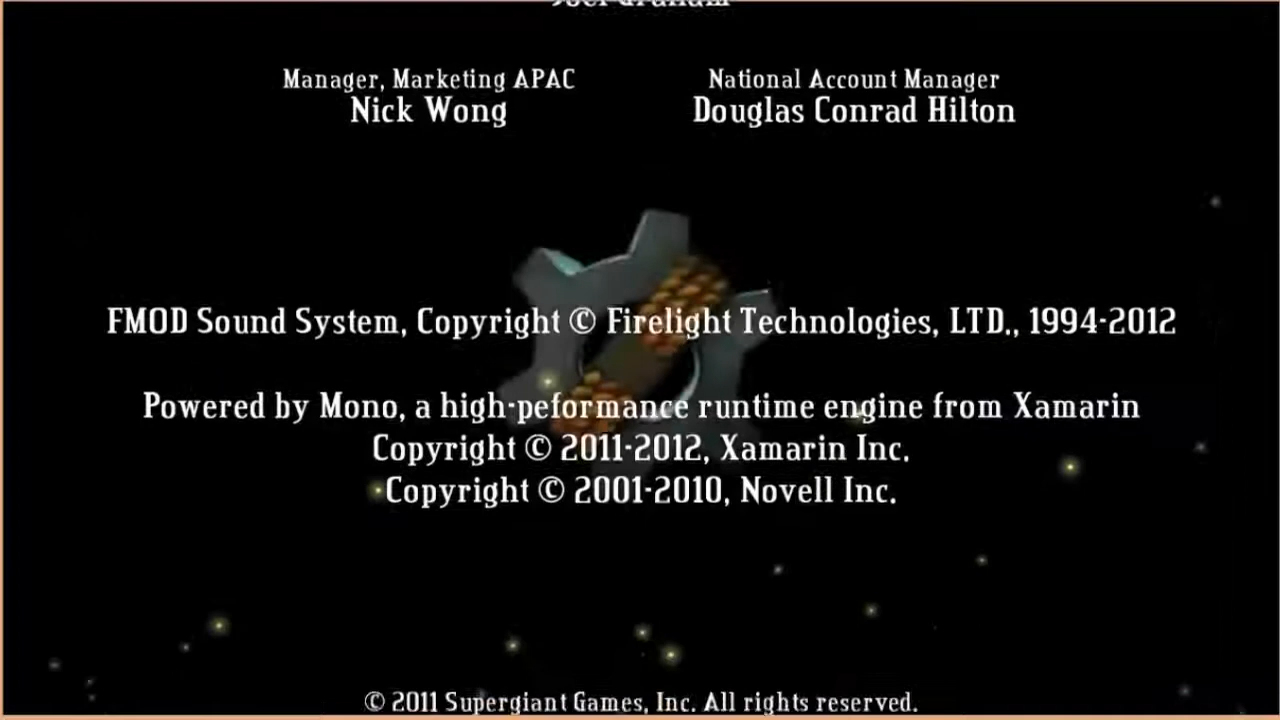 Manager, Marketing APAC
Nick Wong
National Account Manager
Douglas Conrad Hilton
FMOD Sound System, Copyright © Firelight Technologies, LTD., 1994-2012
Powered by Mono, a high-peformance runtime engine from Xamarin
Copyright © 2011-2012, Xamarin Inc.
Copyright © 2001-2010, Novell Inc.
© 2011 Supergiant Games, Inc. All rights reserved.